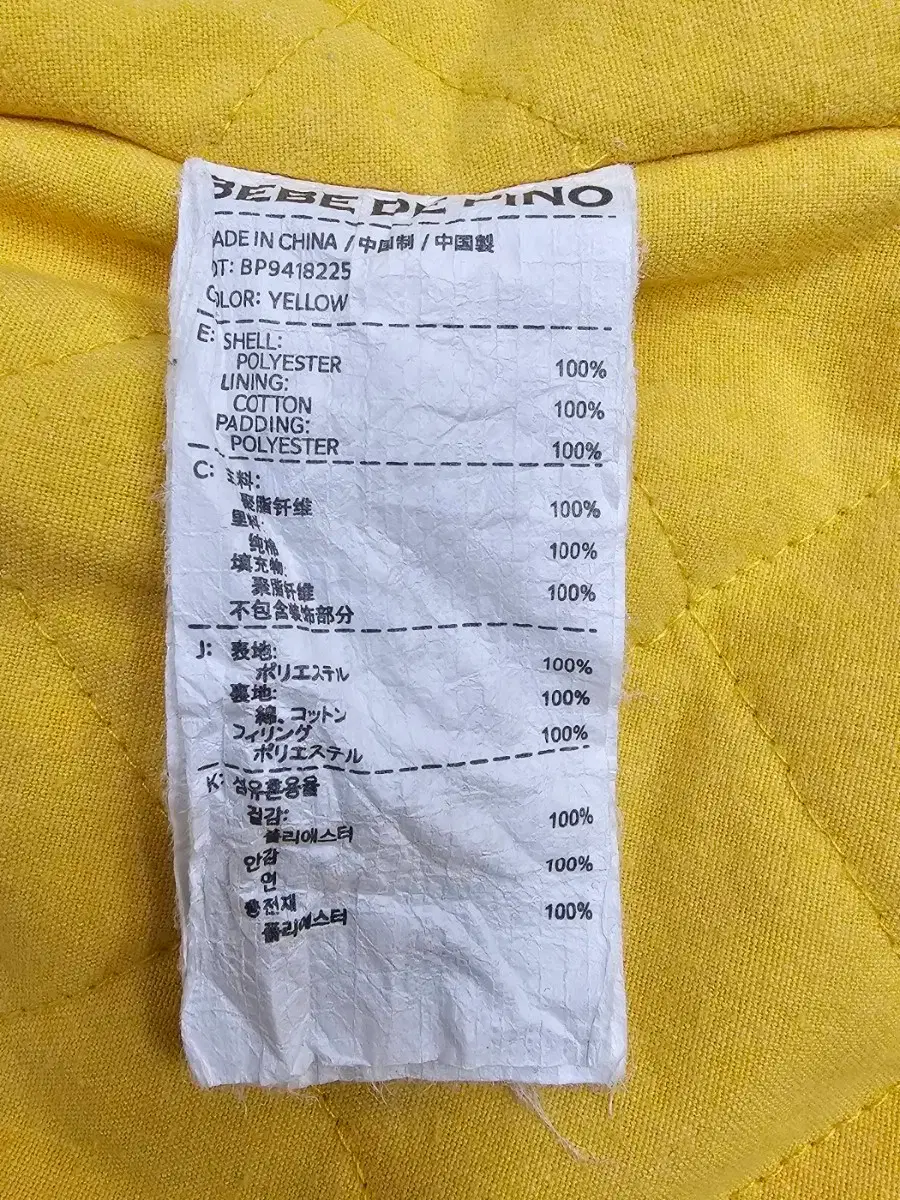 BEBE DE PINO
ADE IN CHINA / 中国制 / 中国製
OT: BP9418225
COLOR: YELLOW
E: SHELL:
POLYESTER 100%
LINING:
COTTON 100%
PADDING:
POLYESTER 100%
C: 主料:
聚脂钎维 100%
里料:
纯棉 100%
填充物:
聚脂钎维 100%
不包含装饰部分
J: 表地:
ポリエステル 100%
裏地:
綿、コットン 100%
フィリング
ポリエステル 100%
K: 섬유혼용율
겉감:
폴리에스터 100%
안감
면 100%
충전재
폴리에스터 100%